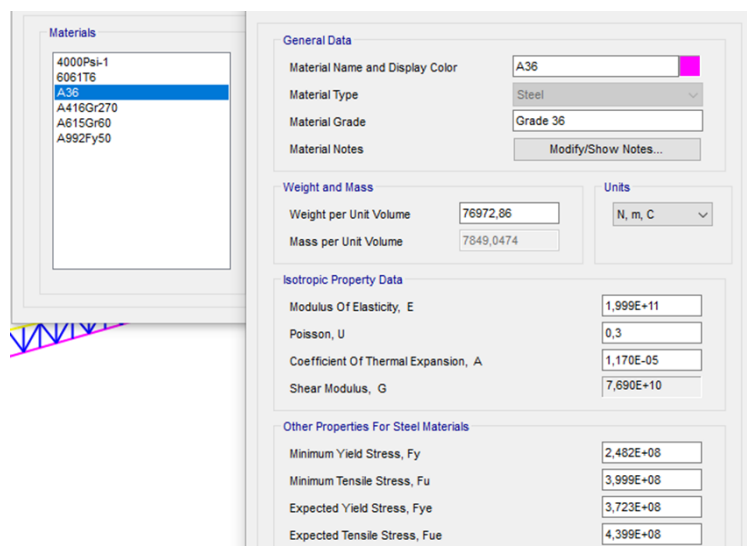 Materials
4000Psi-1
6061T6
A36
A416Gr270
A615Gr60
A992Fy50
General Data
Material Name and Display Color A36
Material Type Steel
Material Grade Grade 36
Material Notes Modify/Show Notes...
Weight and Mass
Weight per Unit Volume 76972,86
Mass per Unit Volume 7849,0474
Units
N, m, C
Isotropic Property Data
Modulus Of Elasticity, E 1,999E+11
Poisson, U 0,3
Coefficient Of Thermal Expansion, A 1,170E-05
Shear Modulus, G 7,690E+10
Other Properties For Steel Materials
Minimum Yield Stress, Fy 2,482E+08
Minimum Tensile Stress, Fu 3,999E+08
Expected Yield Stress, Fye 3,723E+08
Expected Tensile Stress, Fue 4,399E+08